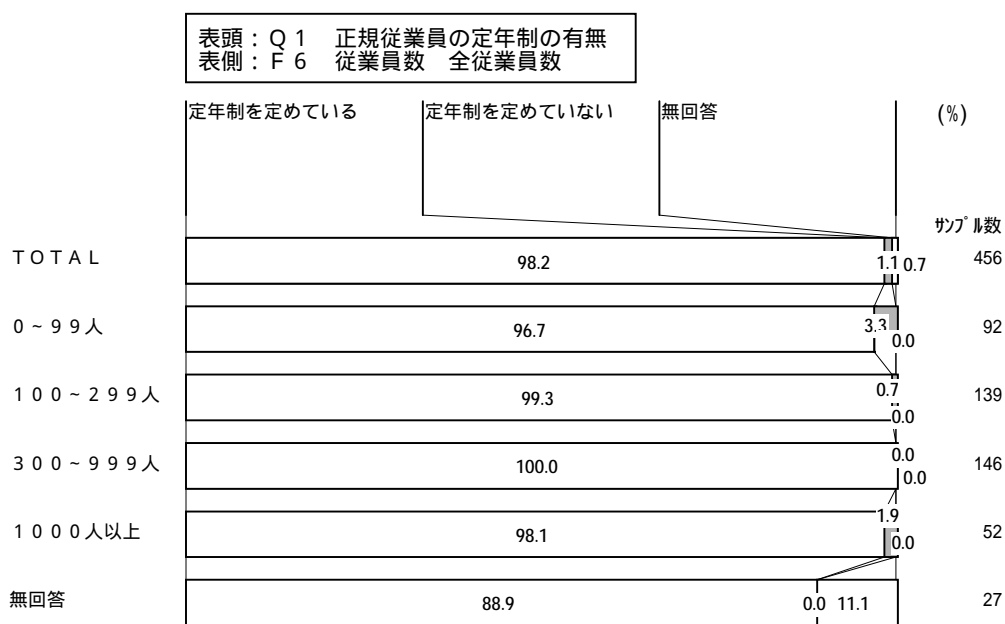 表頭：Ｑ１　正規従業員の定年制の有無
表側：Ｆ６　従業員数　全従業員数
定年制を定めている 定年制を定めていない 無回答 (%)
ｻﾝﾌﾟﾙ数
ＴＯＴＡＬ 98.2 1.1 0.7 456
０~９９人 96.7 3.3 0.0 92
１００~２９９人 99.3 0.7 0.0 139
３００~９９９人 100.0 0.0 0.0 146
１０００人以上 98.1 1.9 0.0 52
無回答 88.9 0.0 11.1 27